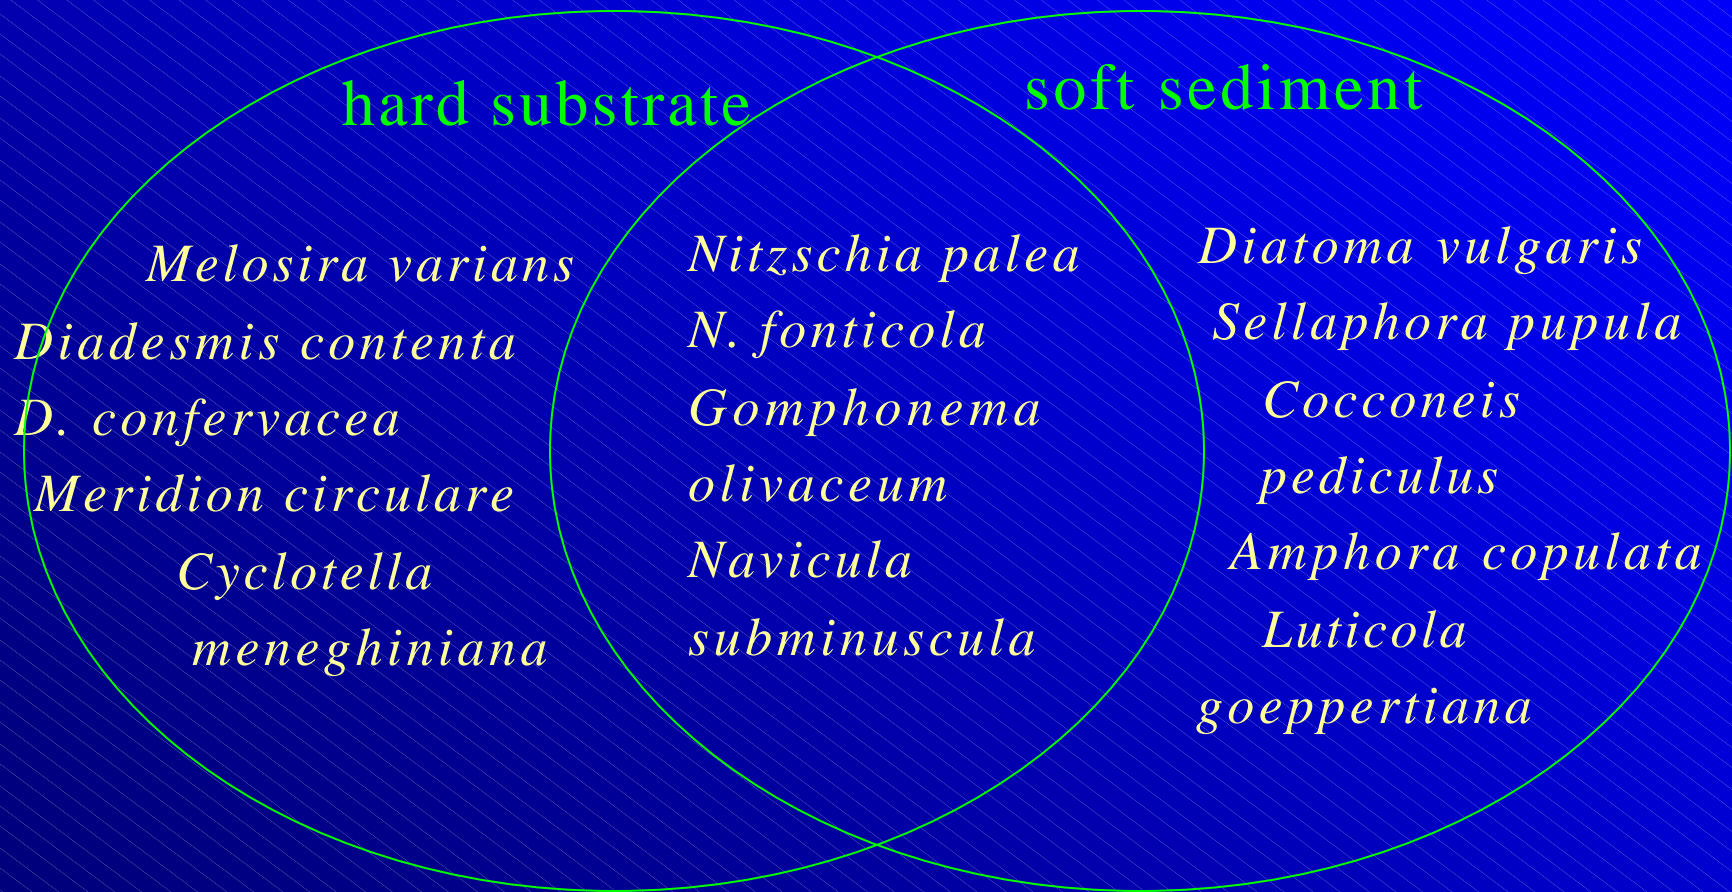 hard substrate
soft sediment
Melosira varians
Diadesmis contenta
D. confervacea
Meridion circulare
Cyclotella
meneghiniana
Nitzschia palea
N. fonticola
Gomphonema
olivaceum
Navicula
subminuscula
Diatoma vulgaris
Sellaphora pupula
Cocconeis
pediculus
Amphora copulata
Luticola
goeppertiana